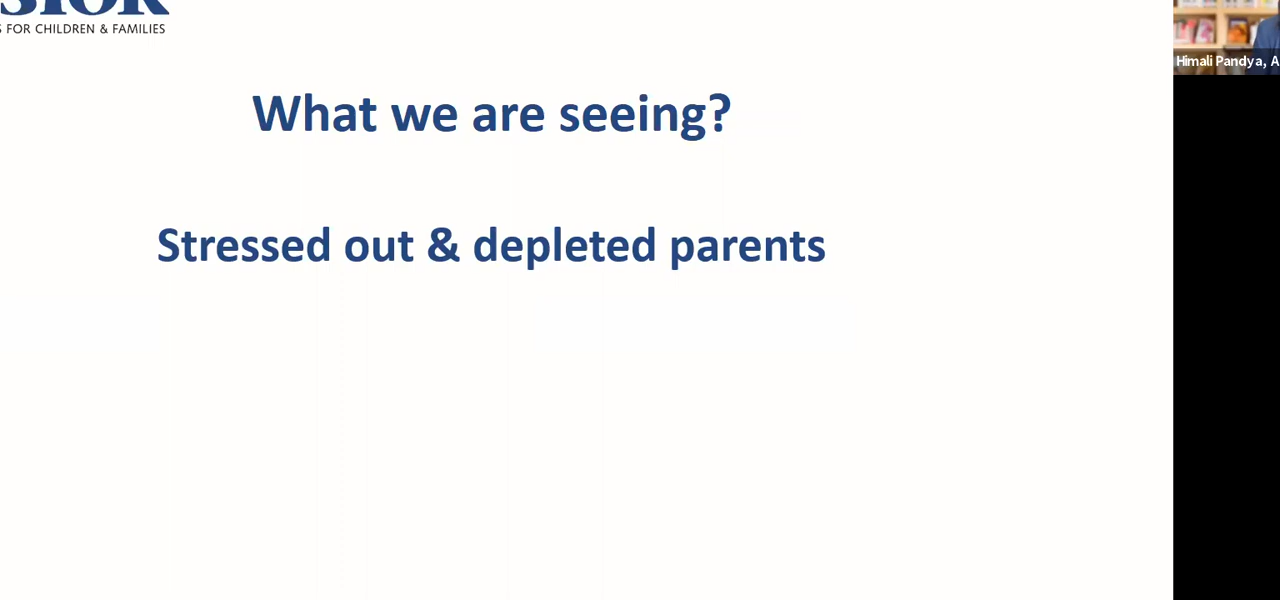 FOR CHILDREN & FAMILIES
What we are seeing?
Stressed out & depleted parents
Himali Pandya, A